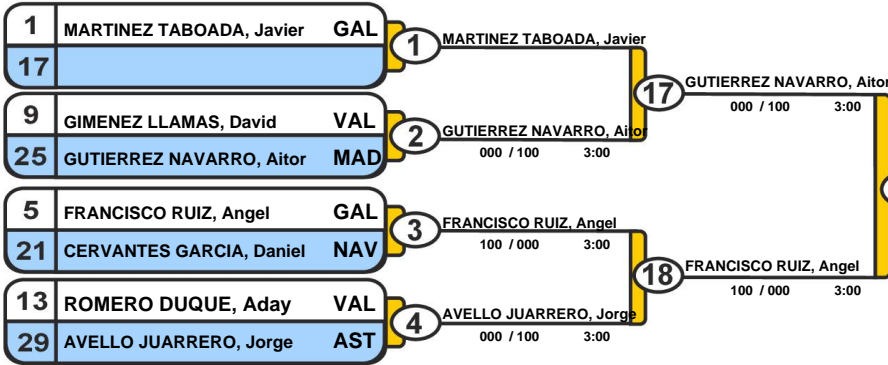 1 MARTINEZ TABOADA, Javier GAL
17
1
MARTINEZ TABOADA, Javier
9 GIMENEZ LLAMAS, David VAL
25 GUTIERREZ NAVARRO, Aitor MAD
2
GUTIERREZ NAVARRO, Aitor
000 / 100 3:00
17
GUTIERREZ NAVARRO, Aitor
000 / 100 3:00
5 FRANCISCO RUIZ, Angel GAL
21 CERVANTES GARCIA, Daniel NAV
3
FRANCISCO RUIZ, Angel
100 / 000 3:00
13 ROMERO DUQUE, Aday VAL
29 AVELLO JUARRERO, Jorge AST
4
AVELLO JUARRERO, Jorge
000 / 100 3:00
18
FRANCISCO RUIZ, Angel
100 / 000 3:00